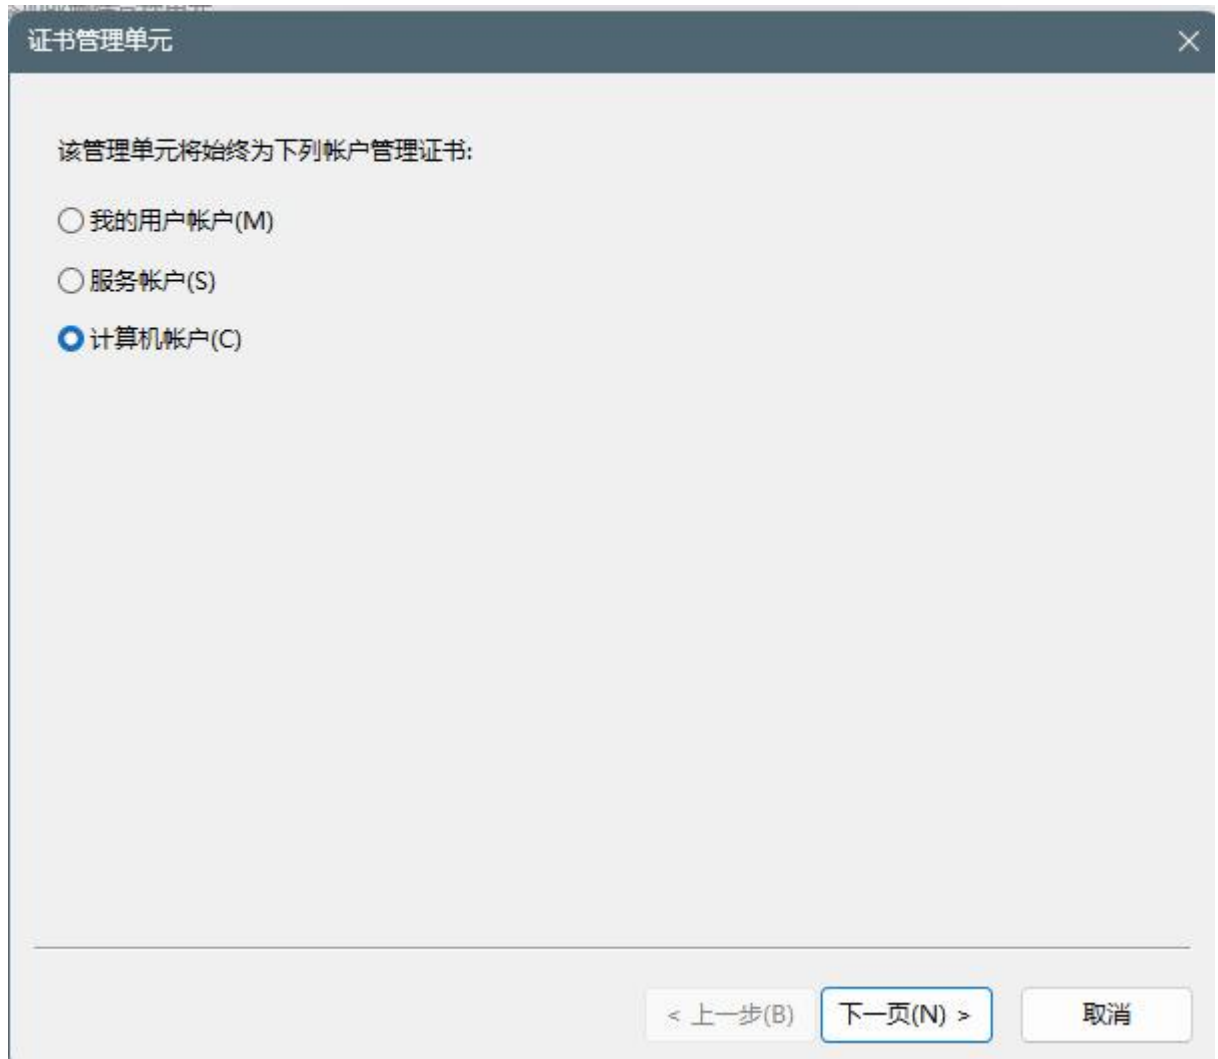 证书管理单元
该管理单元将始终为下列帐户管理证书:
我的用户帐户(M)
服务帐户(S)
计算机帐户(C)
< 上一步(B) 下一页(N) > 取消